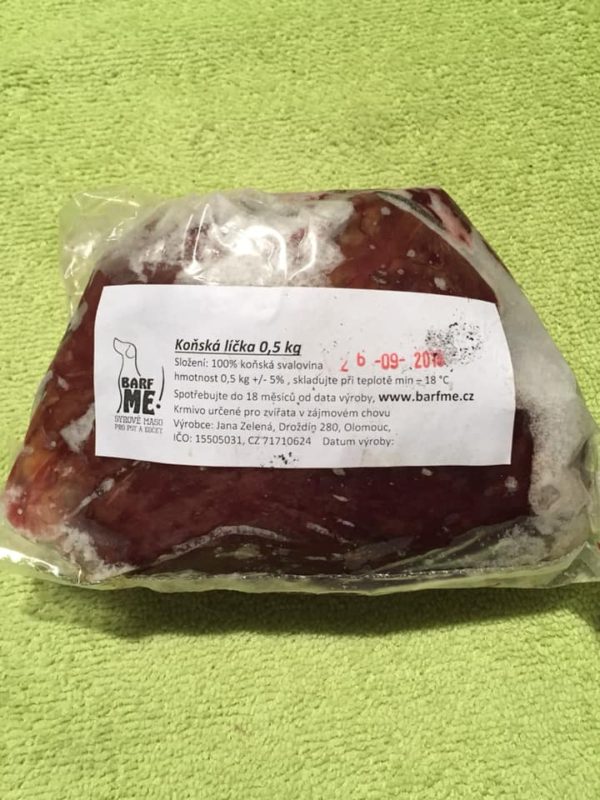 Koňská líčka 0,5 kg
Složení: 100% koňská svalovina
26 -09-
hmotnost 0,5 kg +/- 5% , skladujte při teplotě min – 18 °C
Spotřebujte do 18 měsíců od data výroby, www.barfme.cz
Krmivo určené pro zvířata v zájmovém chovu
Výrobce: Jana Zelená, Droždín 280, Olomouc,
IČO: 15505031, CZ 71710624 Datum výroby:
BARF
ME!
SYROVÉ MASO
PRO PSY A KOČKY